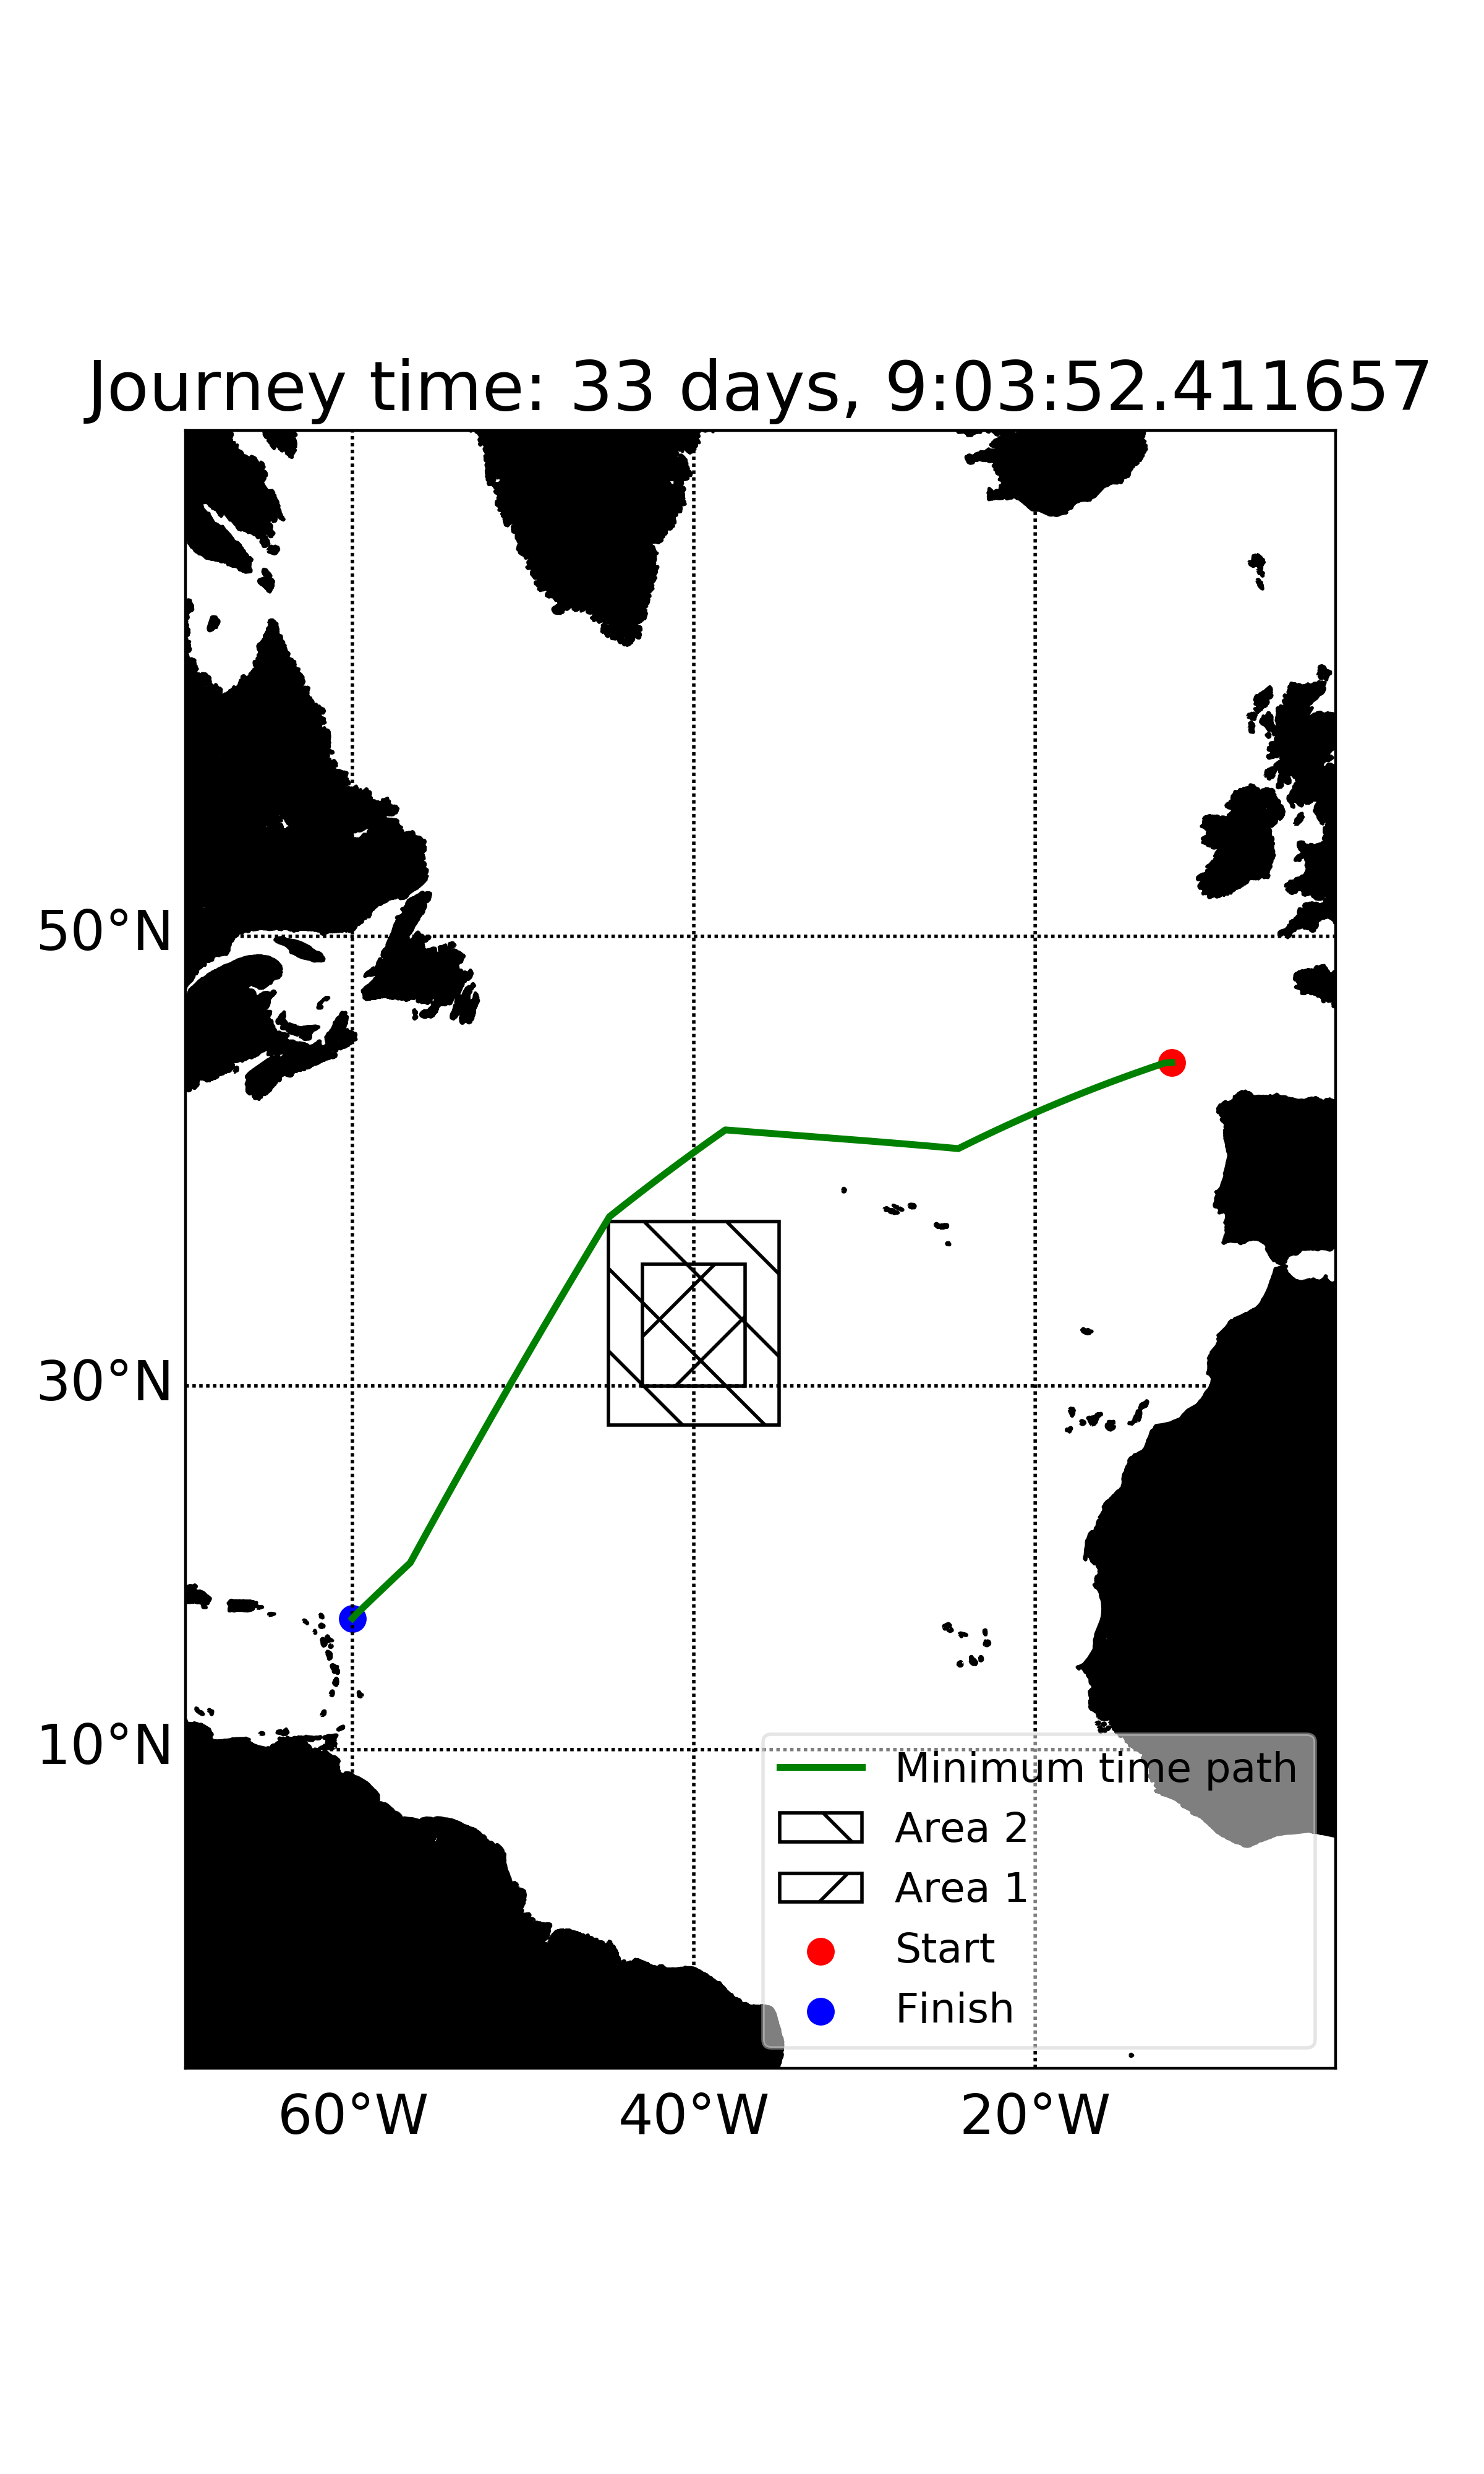 Journey time: 33 days, 9:03:52.411657
50°N
30°N
10°N
Minimum time path
Area 2
Area 1
Start
Finish
60°W
40°W
20°W